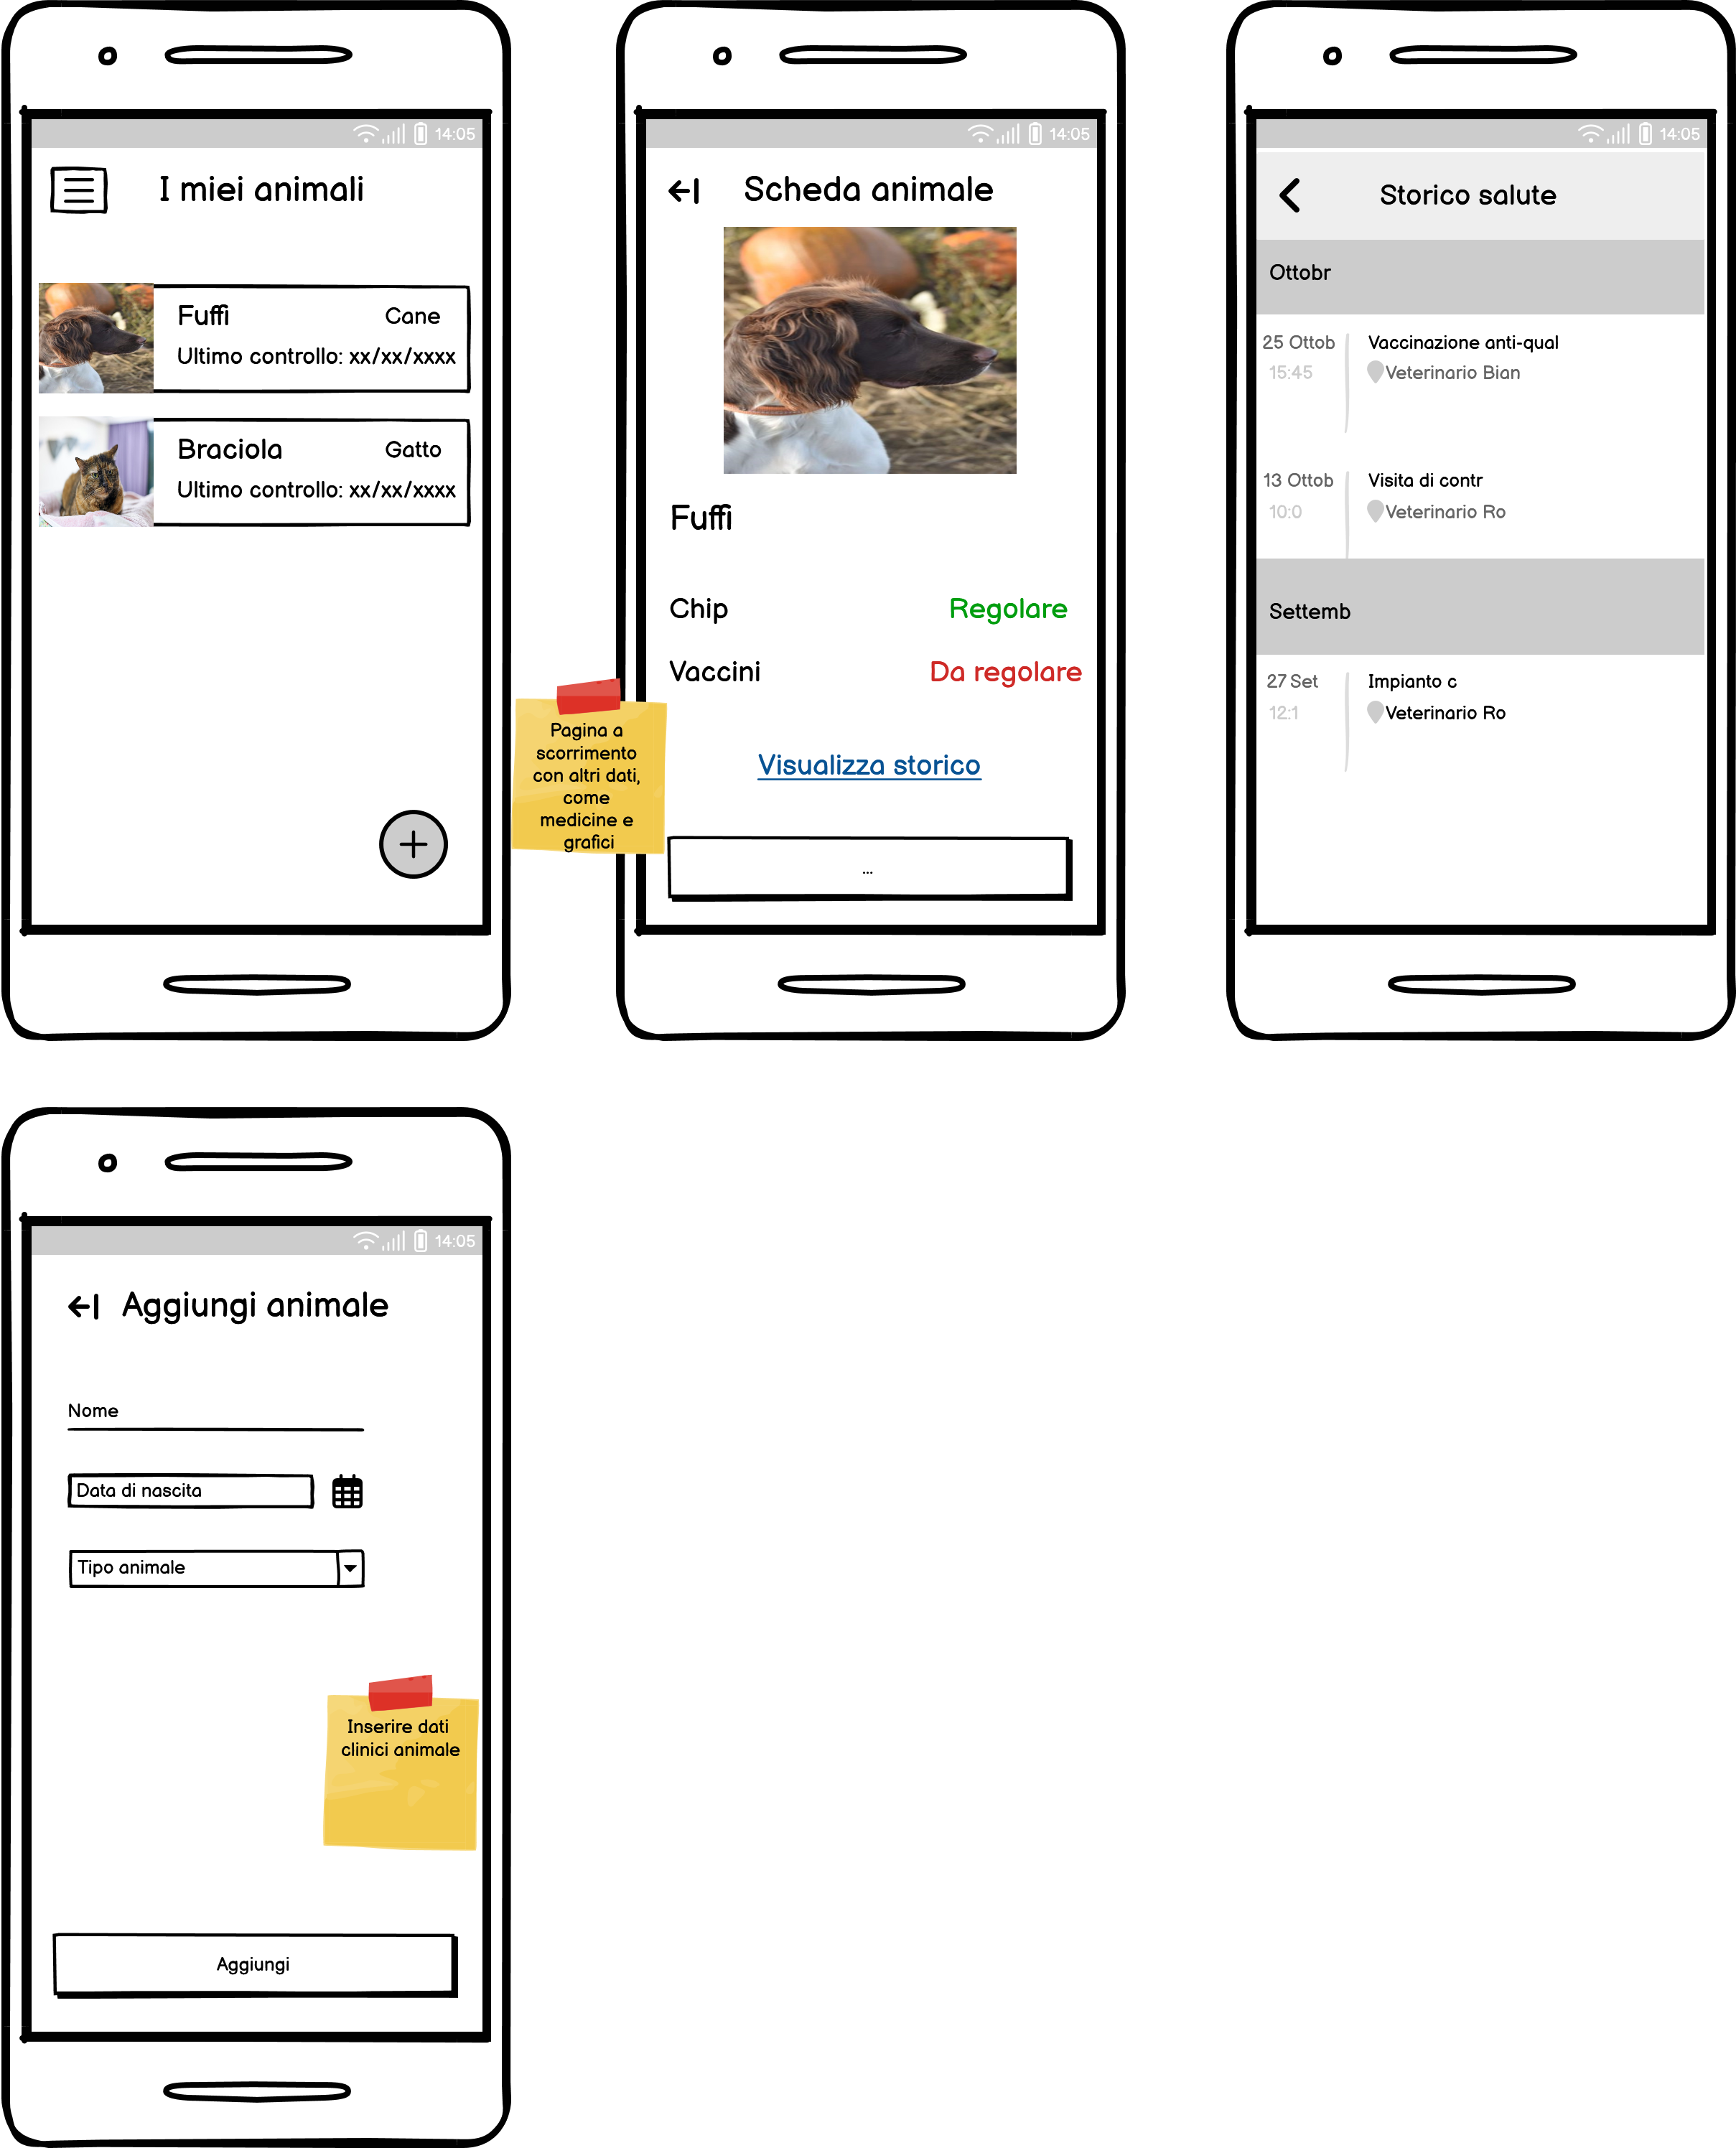 14:05
I miei animali
Fuffi Cane
Ultimo controllo: xx/xx/xxxx
Braciola Gatto
Ultimo controllo: xx/xx/xxxx
14:05
Scheda animale
Fuffi
Chip Regolare
Vaccini Da regolare
Visualizza storico
...
Pagina a
scorrimento
con altri dati,
come
medicine e
grafici
14:05
Storico salute
Ottobr
25 Ottob Vaccinazione anti-qual
15:45 Veterinario Bian
13 Ottob Visita di contr
10:0 Veterinario Ro
Settemb
27 Set Impianto c
12:1 Veterinario Ro
14:05
Aggiungi animale
Nome
Data di nascita
Tipo animale
Inserire dati
clinici animale
Aggiungi